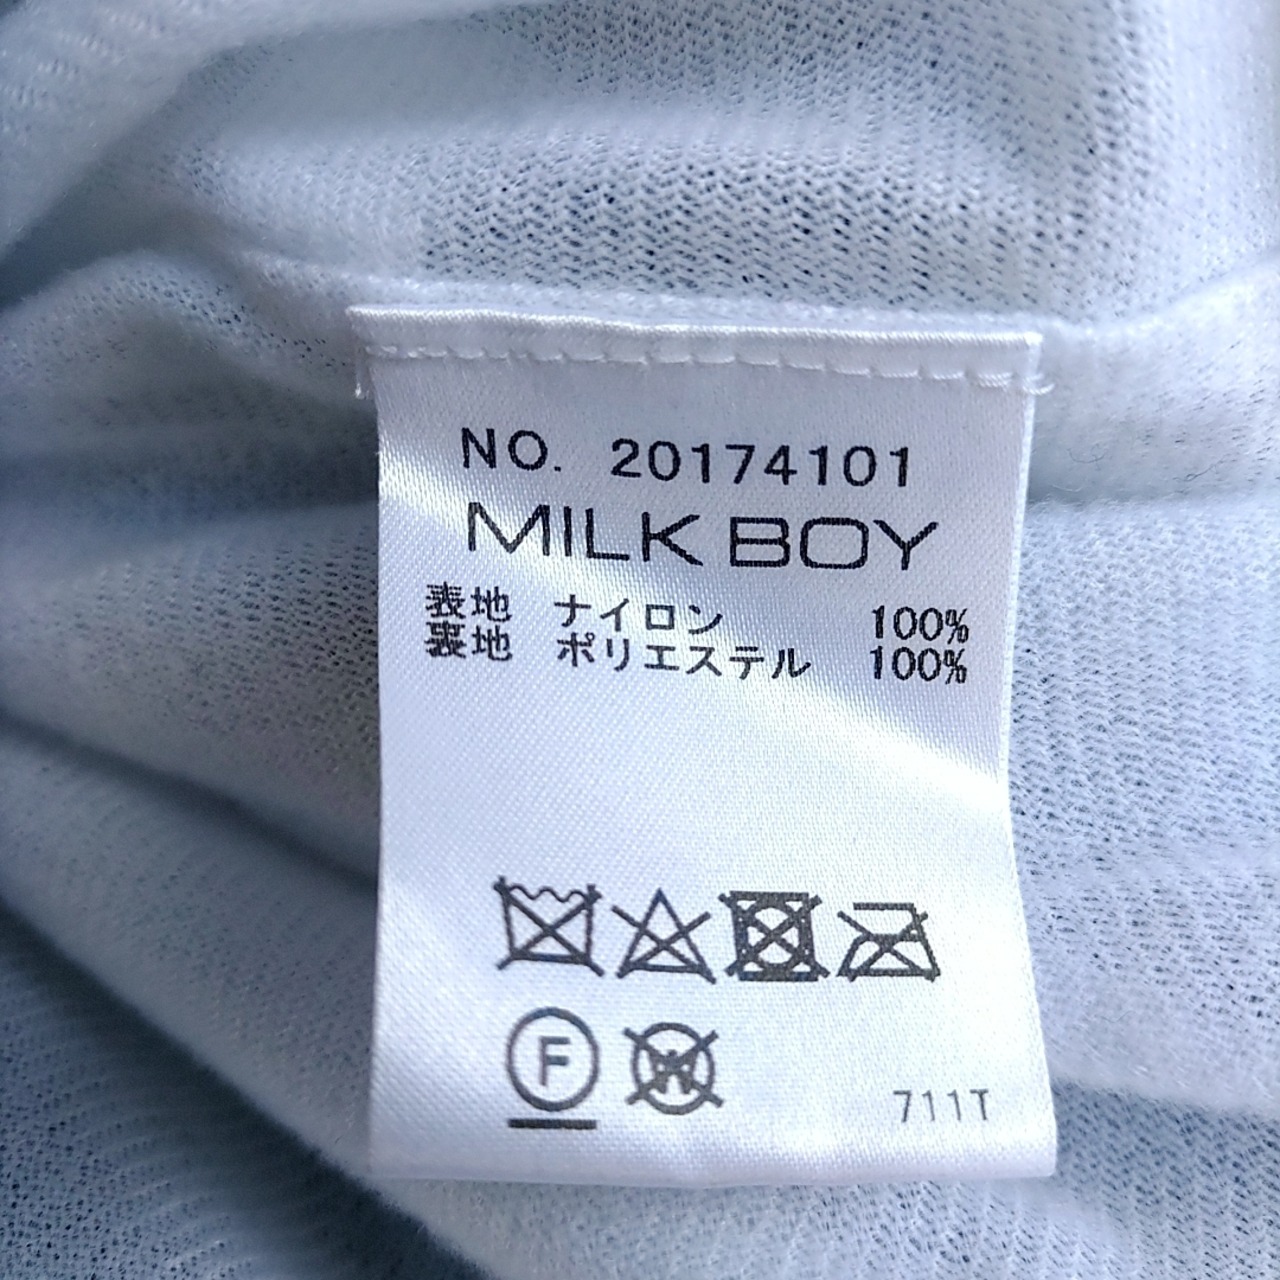 NO. 20174101
MILK BOY
表地 ナイロン 100%
裏地 ポリエステル 100%
F W
711T